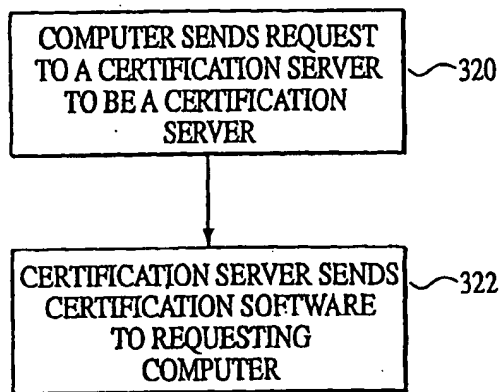 COMPUTER SENDS REQUEST
TO A CERTIFICATION SERVER
TO BE A CERTIFICATION
SERVER
320
CERTIFICATION SERVER SENDS
CERTIFICATION SOFTWARE
TO REQUESTING
COMPUTER
322